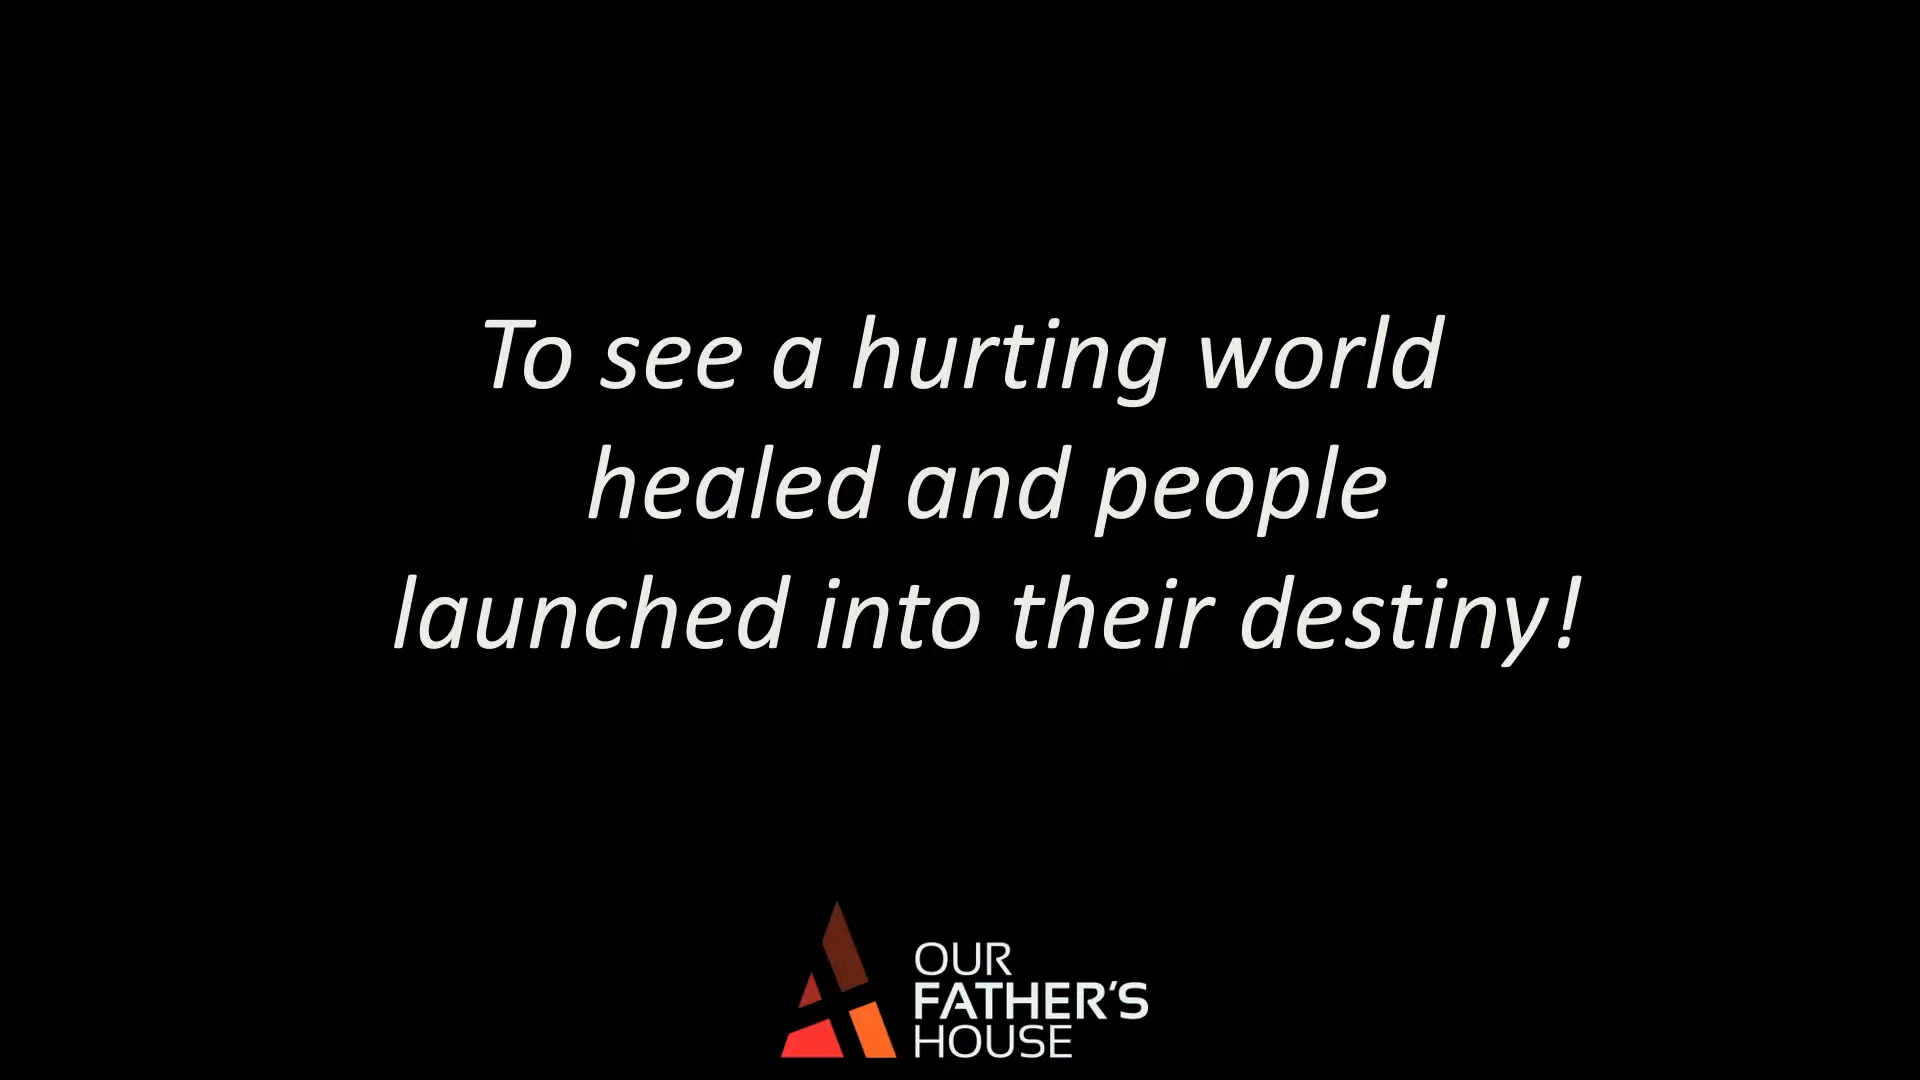 To see a hurting world
healed and people
launched into their destiny!
OUR
FATHER'S
HOUSE